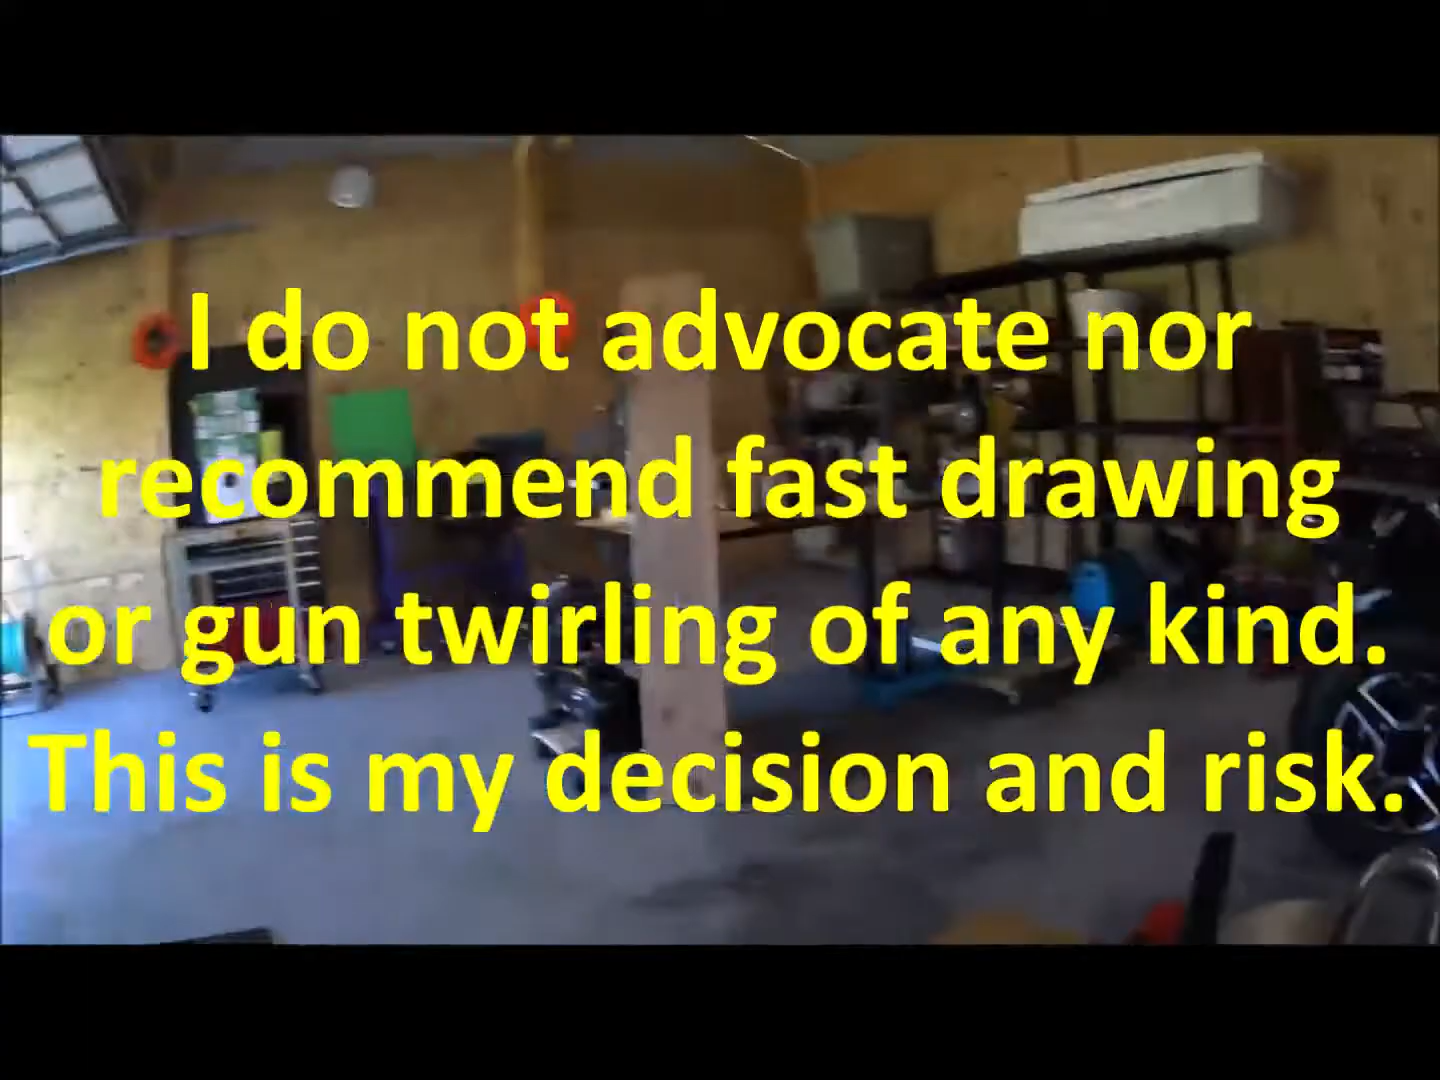 I do not advocate nor
recommend fast drawing
or gun twirling of any kind.
This is my decision and risk.